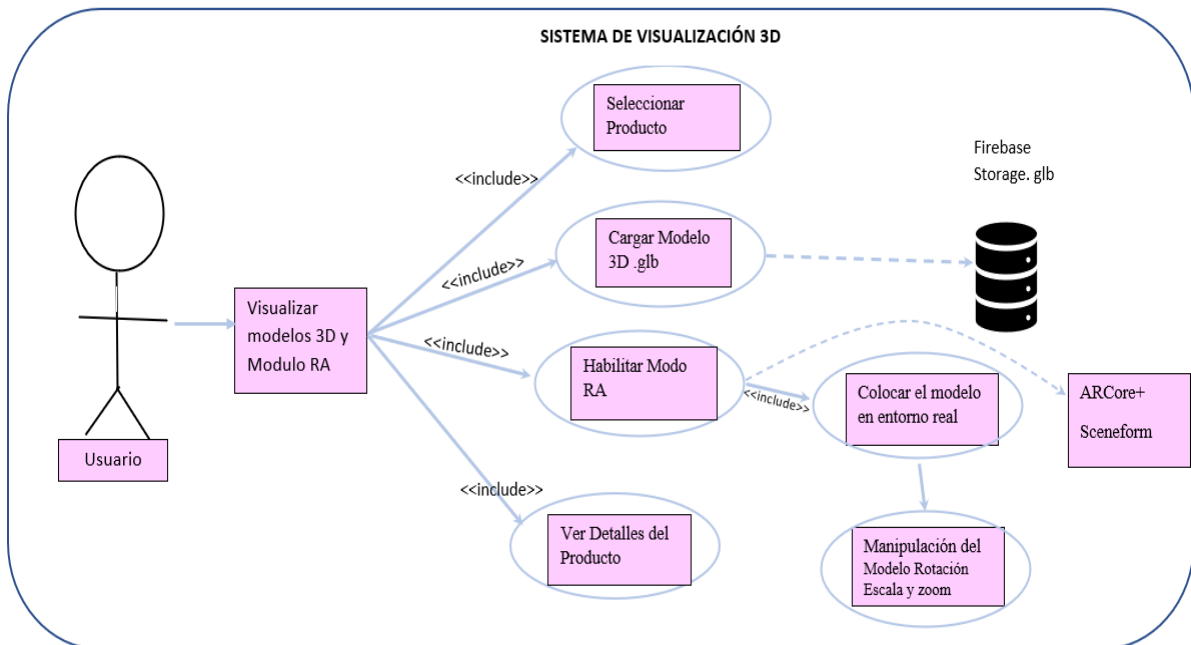 SISTEMA DE VISUALIZACIÓN 3D
Seleccionar
Producto
<<include>>
Firebase
Storage. glb
Cargar Modelo
3D .glb
<<include>>
Visualizar
modelos 3D y
Modulo RA
<<include>>
Habilitar Modo
RA
<<include>>
Colocar el modelo
en entorno real
ARCore+
Sceneform
Usuario
<<include>>
Ver Detalles del
Producto
Manipulación del
Modelo Rotación
Escala y zoom